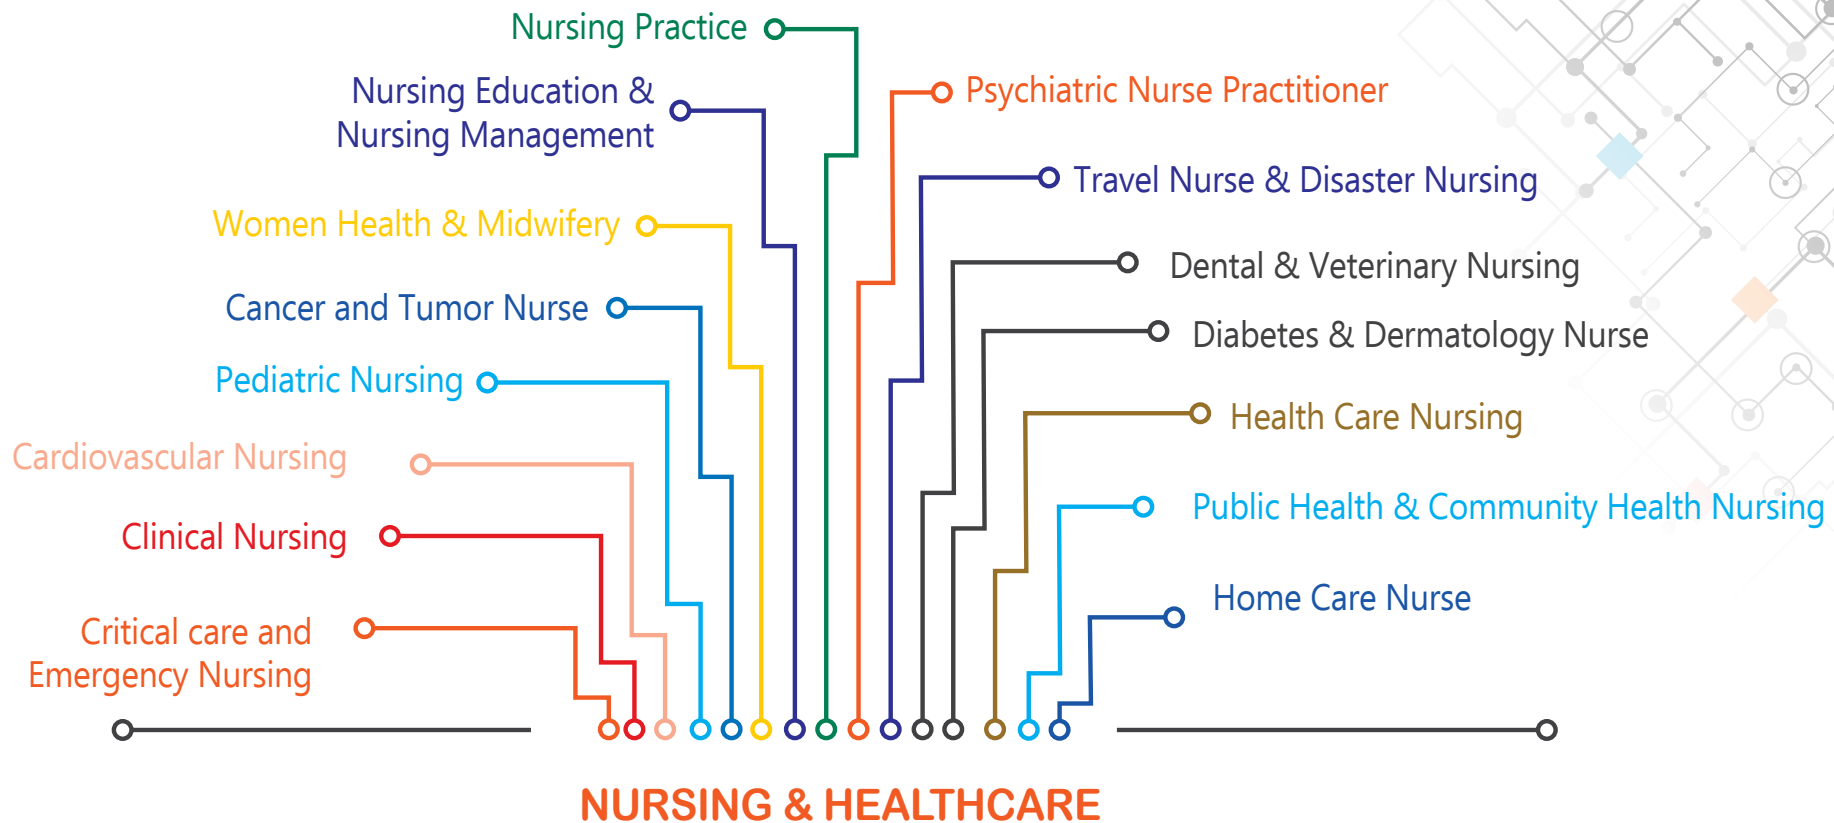 Nursing Practice
Nursing Education &
Nursing Management
Women Health & Midwifery
Cancer and Tumor Nurse
Pediatric Nursing
Cardiovascular Nursing
Clinical Nursing
Critical care and
Emergency Nursing
Psychiatric Nurse Practitioner
Travel Nurse & Disaster Nursing
Dental & Veterinary Nursing
Diabetes & Dermatology Nurse
Health Care Nursing
Public Health & Community Health Nursing
Home Care Nurse
NURSING & HEALTHCARE